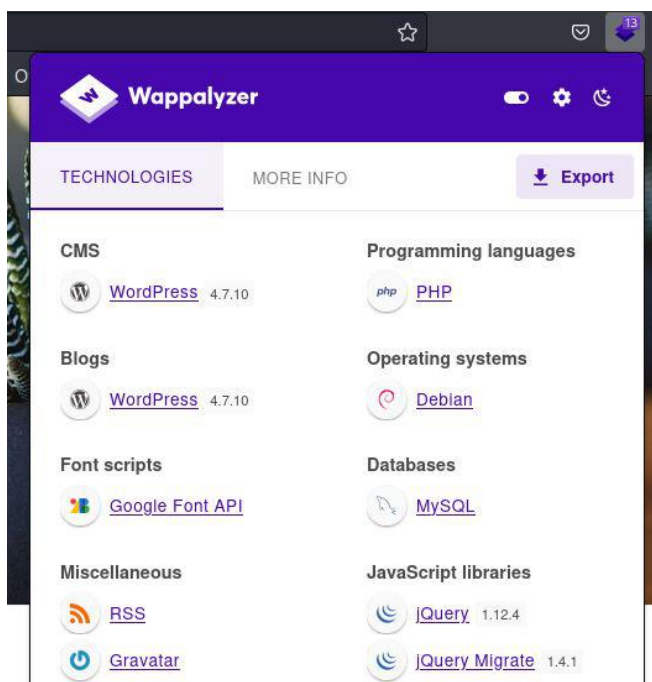 13
O
W Wappalyzer
TECHNOLOGIES
MORE INFO
Export
CMS
WordPress 4.7.10
Programming languages
php PHP
Blogs
WordPress 4.7.10
Operating systems
Debian
Font scripts
Google Font API
Databases
MySQL
Miscellaneous
RSS
Gravatar
JavaScript libraries
jQuery 1.12.4
jQuery Migrate 1.4.1